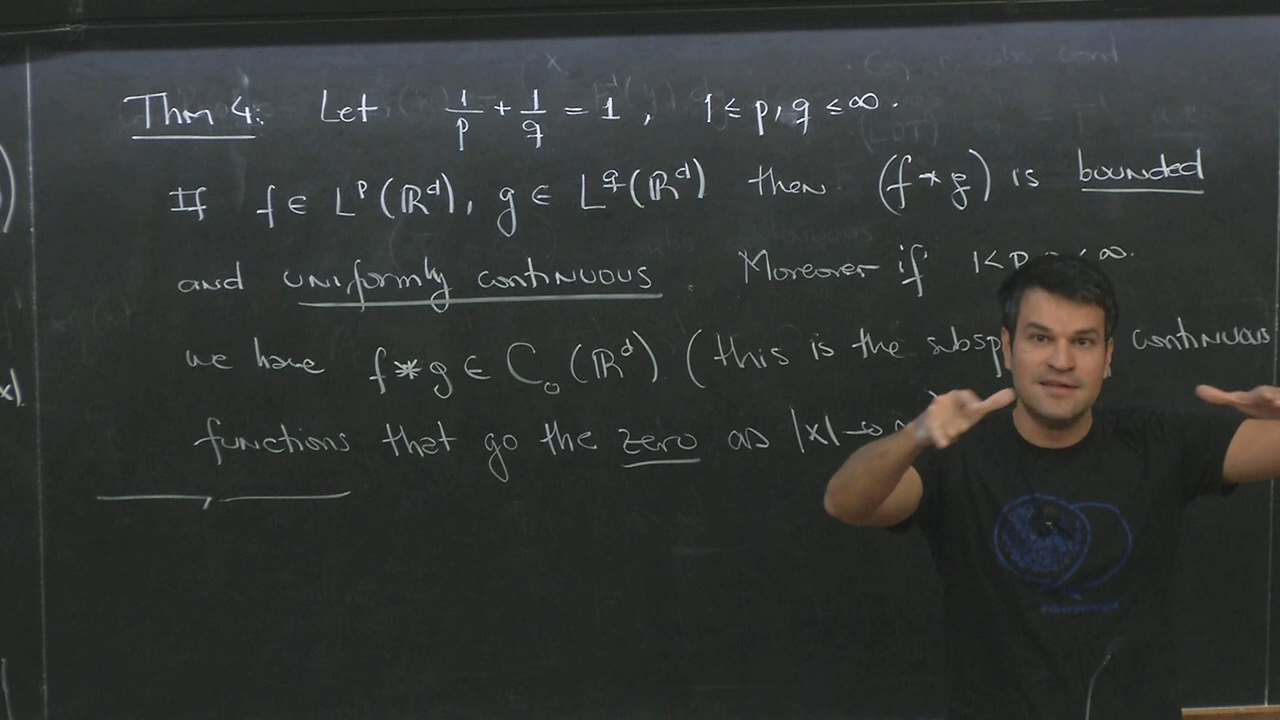 Thm 4: Let 1/p + 1/q = 1, 1 ≤ p, q ≤ ∞.
If f ∈ L^p(ℝ^d), g ∈ L^q(ℝ^d) then (f * g) is bounded
and uniformly continuous. Moreover if 1 < p < ∞.
we have f * g ∈ C_0(ℝ^d) (this is the continuous
functions that go the zero as |x| →